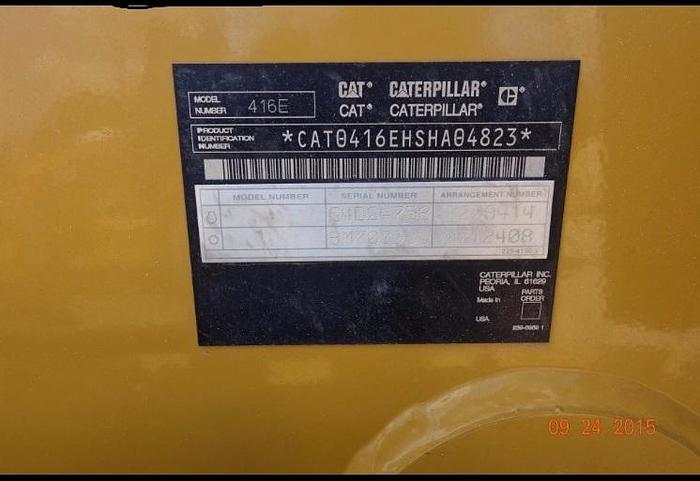 CAT® CATERPILLAR® C
MODEL NUMBER 416E CAT® CATERPILLAR®
PRODUCT IDENTIFICATION NUMBER *CAT0416EHSHA04823*
MODEL NUMBER SERIAL NUMBER ARRANGEMENT NUMBER
CATERPILLAR INC.
PEORIA, IL 61629
USA
Made in PARTS ORDER
USA
09 24 2015